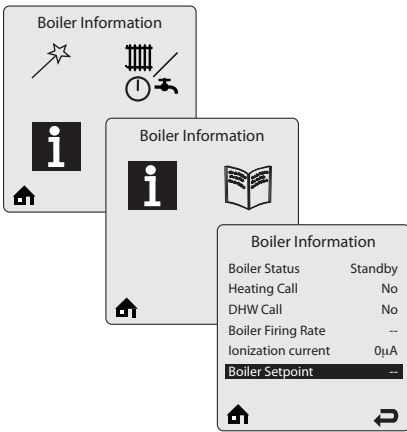 Boiler Information
Boiler Information
Boiler Information
Boiler Status Standby
Heating Call No
DHW Call No
Boiler Firing Rate --
Ionization current 0µA
Boiler Setpoint --